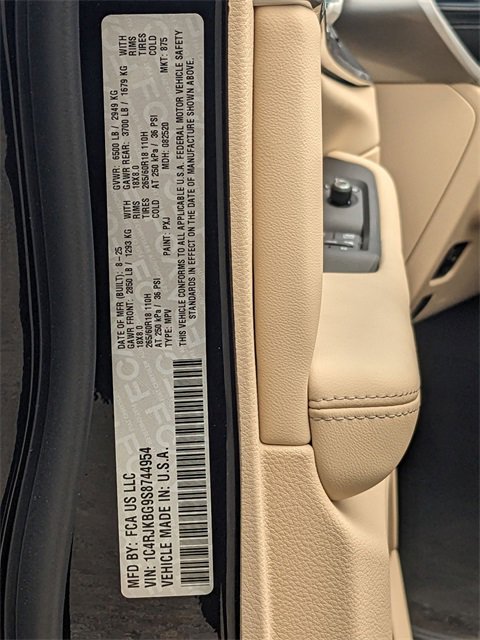 MFD BY: FCA US LLC
DATE OF MFR (BUILT): 8-25
GVWR: 6500 LB / 2949 KG
GAWR FRONT: 2850 LB / 1293 KG WITH
GAWR REAR: 3700 LB / 1679 KG WITH
18X8.0 RIMS
18X8.0 RIMS
265/60R18 110H TIRES
265/60R18 110H TIRES
AT 250 kPa / 36 PSI COLD
AT 250 kPa / 36 PSI COLD
VIN: 1C4RJKBG9S8744954
TYPE: MPV
PAINT: PXJ
MDH: 082520
MKT: 875
VEHICLE MADE IN: U.S.A.
THIS VEHICLE CONFORMS TO ALL APPLICABLE U.S.A. FEDERAL MOTOR VEHICLE SAFETY
STANDARDS IN EFFECT ON THE DATE OF MANUFACTURE SHOWN ABOVE.